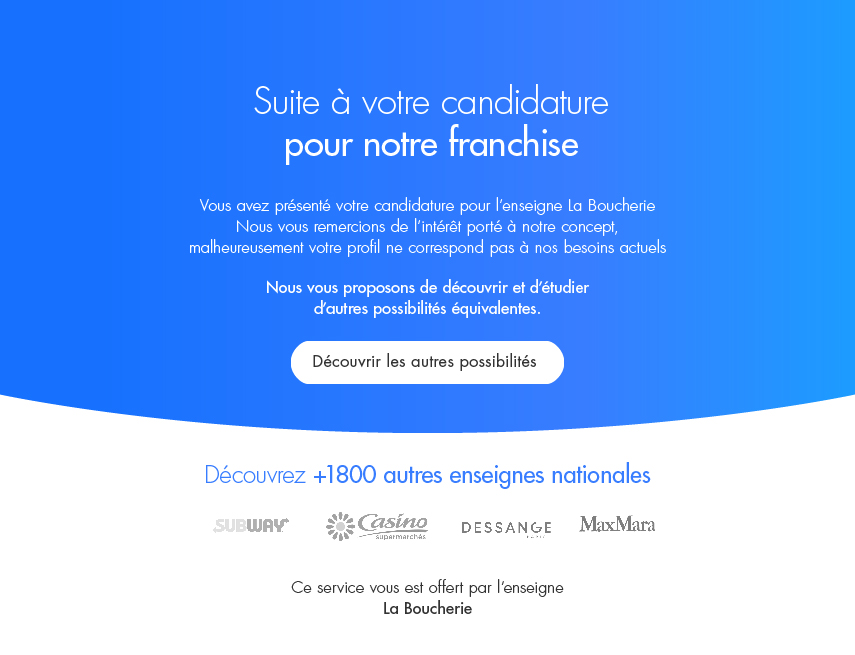 Suite à votre candidature
pour notre franchise
Vous avez présenté votre candidature pour l'enseigne La Boucherie
Nous vous remercions de l'intérêt porté à notre concept,
malheureusement votre profil ne correspond pas à nos besoins actuels
Nous vous proposons de découvrir et d'étudier
d'autres possibilités équivalentes.
Découvrir les autres possibilités
Découvrez +1800 autres enseignes nationales
SUBWAY Casino DESSANGE MaxMara
supermarchés
Ce service vous est offert par l'enseigne
La Boucherie